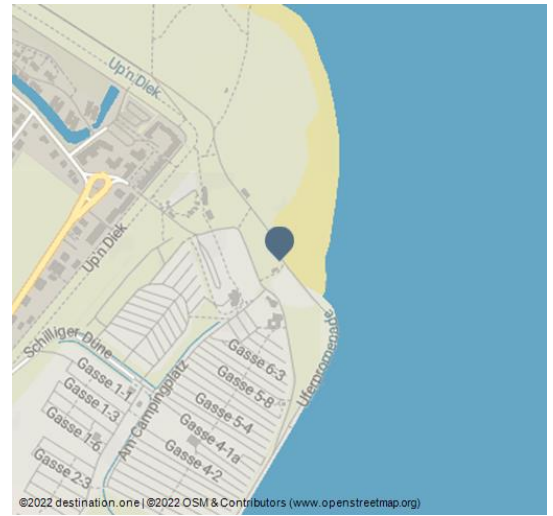 Up'n Diek
Up'n Diek
Schilliger Düne
Gasse 1-1
Gasse 1-3
Gasse 1-6
Gasse 2-3
Am Campingplatz
Gasse 6-3
Gasse 5-8
Gasse 5-4
Gasse 4-1a
Gasse 4-2
Uferpromenade
©2022 destination.one | ©2022 OSM & Contributors (www.openstreetmap.org)